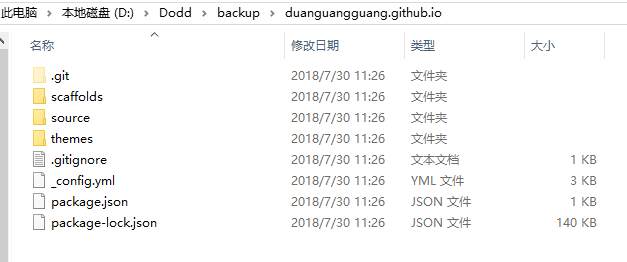 此电脑 › 本地磁盘 (D:) › Dodd › backup › duanguangguang.github.io
名称 修改日期 类型 大小
.git 2018/7/30 11:26 文件夹
scaffolds 2018/7/30 11:26 文件夹
source 2018/7/30 11:26 文件夹
themes 2018/7/30 11:26 文件夹
.gitignore 2018/7/30 11:26 文本文档 1 KB
_config.yml 2018/7/30 11:26 YML 文件 3 KB
package.json 2018/7/30 11:26 JSON 文件 1 KB
package-lock.json 2018/7/30 11:26 JSON 文件 140 KB